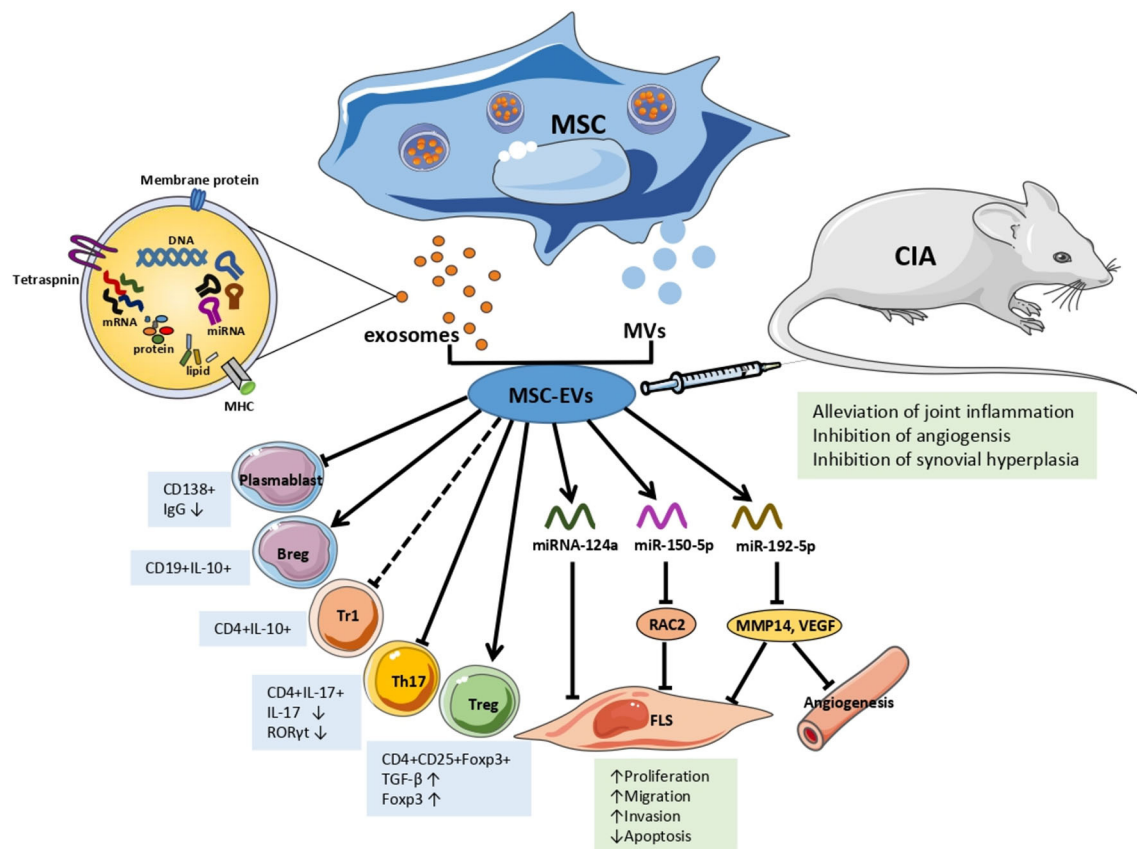 MSC
Membrane protein
DNA
Tetraspnin
mRNA
miRNA
protein
lipid
MHC
exosomes
MVs
CIA
MSC-EVs
Alleviation of joint inflammation
Inhibition of angiogensis
Inhibition of synovial hyperplasia
Plasmablast
CD138+
IgG ↓
Breg
CD19+IL-10+
Tr1
CD4+IL-10+
Th17
CD4+IL-17+
IL-17 ↓
RORγt ↓
Treg
CD4+CD25+Foxp3+
TGF-β ↑
Foxp3 ↑
miRNA-124a
miR-150-5p
miR-192-5p
RAC2
MMP14, VEGF
FLS
Angiogenesis
↑Proliferation
↑Migration
↑Invasion
↓Apoptosis